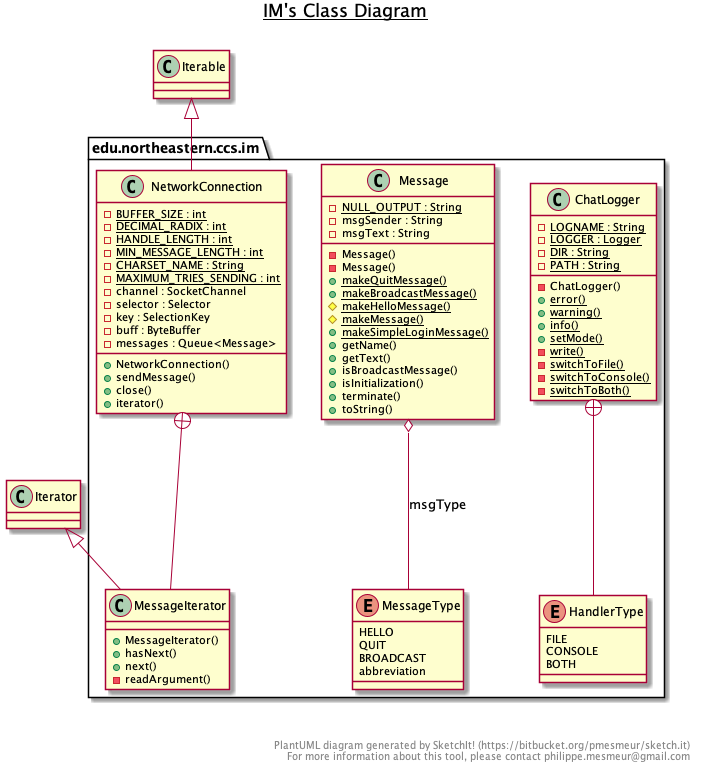 IM's Class Diagram
C Iterable
edu.northeastern.ccs.im
C NetworkConnection
BUFFER_SIZE : int
DECIMAL_RADIX : int
HANDLE_LENGTH : int
MIN_MESSAGE_LENGTH : int
CHARSET_NAME : String
MAXIMUM_TRIES_SENDING : int
channel : SocketChannel
selector : Selector
key : SelectionKey
buff : ByteBuffer
messages : Queue<Message>
NetworkConnection()
sendMessage()
close()
iterator()
C Message
NULL_OUTPUT : String
msgSender : String
msgText : String
Message()
Message()
makeQuitMessage()
makeBroadcastMessage()
makeHelloMessage()
makeMessage()
makeSimpleLoginMessage()
getName()
getText()
isBroadcastMessage()
isInitialization()
terminate()
toString()
C ChatLogger
LOGNAME : String
LOGGER : Logger
DIR : String
PATH : String
ChatLogger()
error()
warning()
info()
setMode()
write()
switchToFile()
switchToConsole()
switchToBoth()
C Iterator
msgType
C MessageIterator
MessageIterator()
hasNext()
next()
readArgument()
E MessageType
HELLO
QUIT
BROADCAST
abbreviation
E HandlerType
FILE
CONSOLE
BOTH
PlantUML diagram generated by SketchIt! (https://bitbucket.org/pmesmeur/sketch.it)
For more information about this tool, please contact philippe.mesmeur@gmail.com